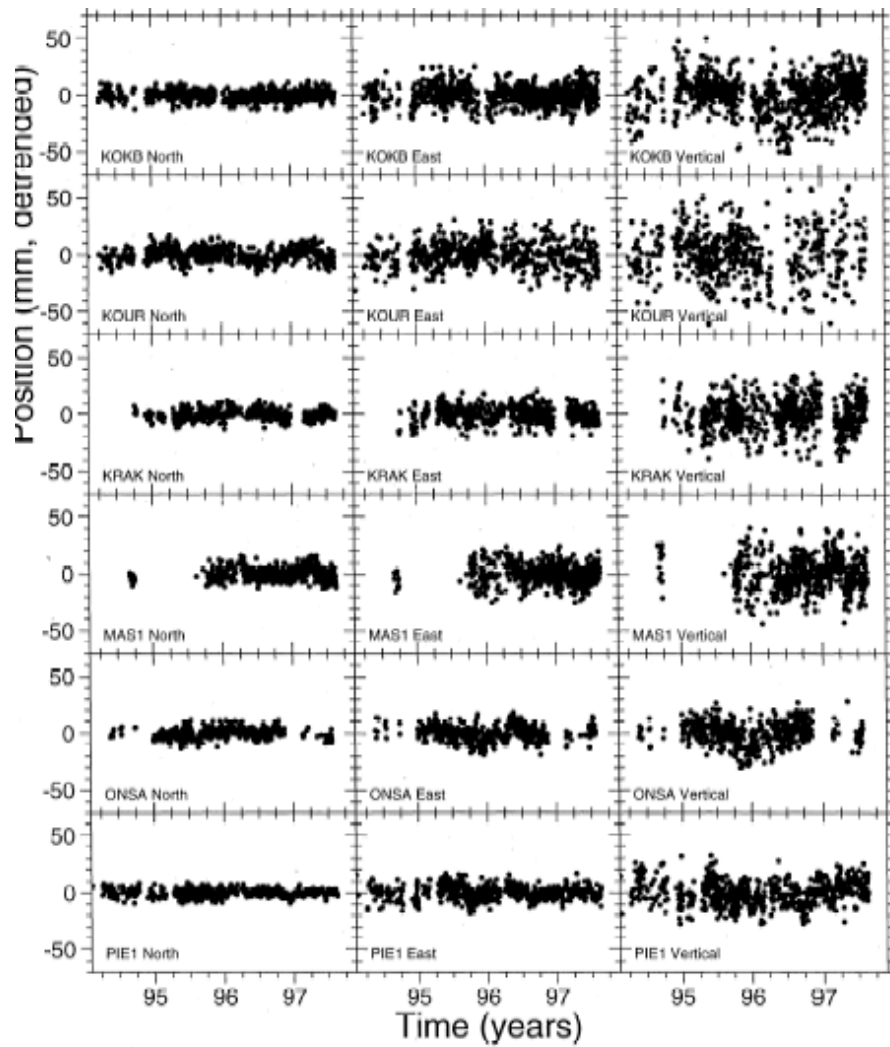 Position (mm, detrended)
50
0
-50
KOKB North
KOKB East
KOKB Vertical
50
0
-50
KOUR North
KOUR East
KOUR Vertical
50
0
-50
KRAK North
KRAK East
KRAK Vertical
50
0
-50
MAS1 North
MAS1 East
MAS1 Vertical
50
0
-50
ONSA North
ONSA East
ONSA Vertical
50
0
-50
PIE1 North
PIE1 East
PIE1 Vertical
95 96 97 95 96 97 95 96 97
Time (years)